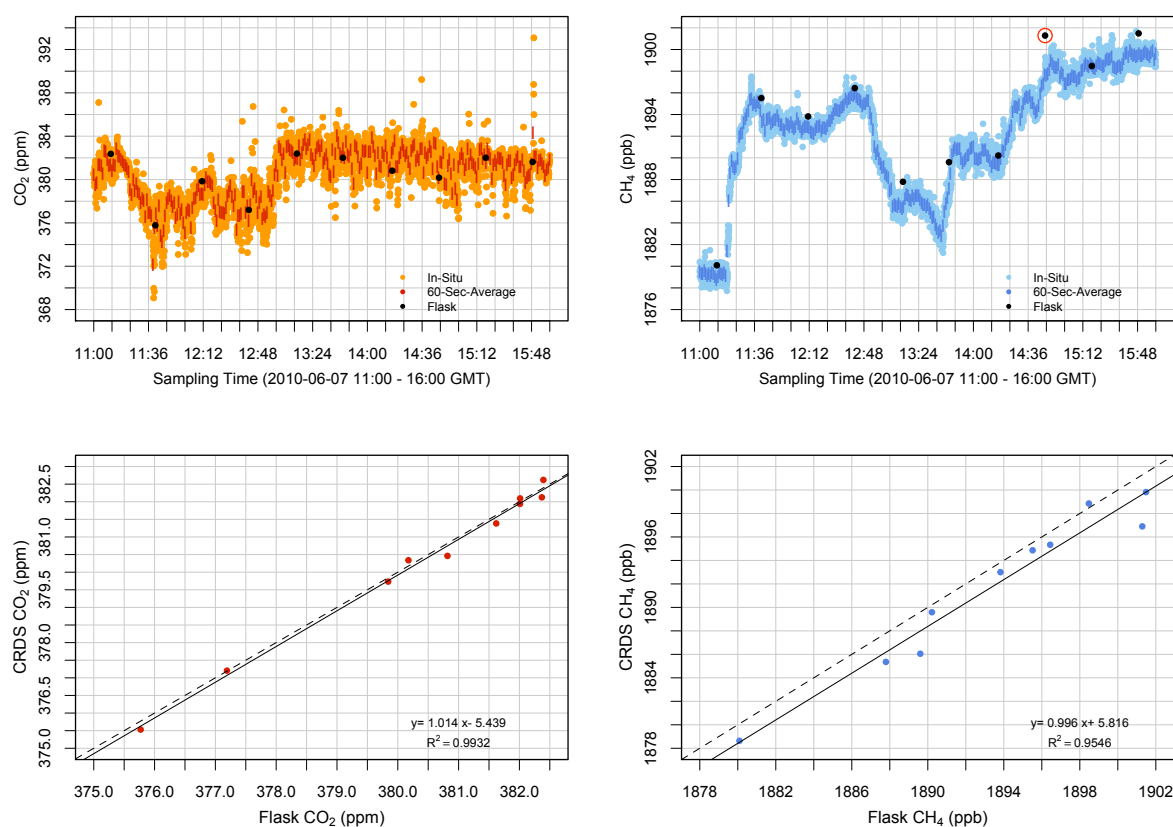 CO2 (ppm)
368 372 376 380 384 388 392
In-Situ
60-Sec-Average
Flask
11:00 11:36 12:12 12:48 13:24 14:00 14:36 15:12 15:48
Sampling Time (2010-06-07 11:00 - 16:00 GMT)
CH4 (ppb)
1876 1882 1888 1894 1900
In-Situ
60-Sec-Average
Flask
11:00 11:36 12:12 12:48 13:24 14:00 14:36 15:12 15:48
Sampling Time (2010-06-07 11:00 - 16:00 GMT)
CRDS CO2 (ppm)
375.0 376.5 378.0 379.5 381.0 382.5
y= 1.014 x- 5.439
R2 = 0.9932
375.0 376.0 377.0 378.0 379.0 380.0 381.0 382.0
Flask CO2 (ppm)
CRDS CH4 (ppb)
1878 1884 1890 1896 1902
y= 0.996 x+ 5.816
R2 = 0.9546
1878 1882 1886 1890 1894 1898 1902
Flask CH4 (ppb)